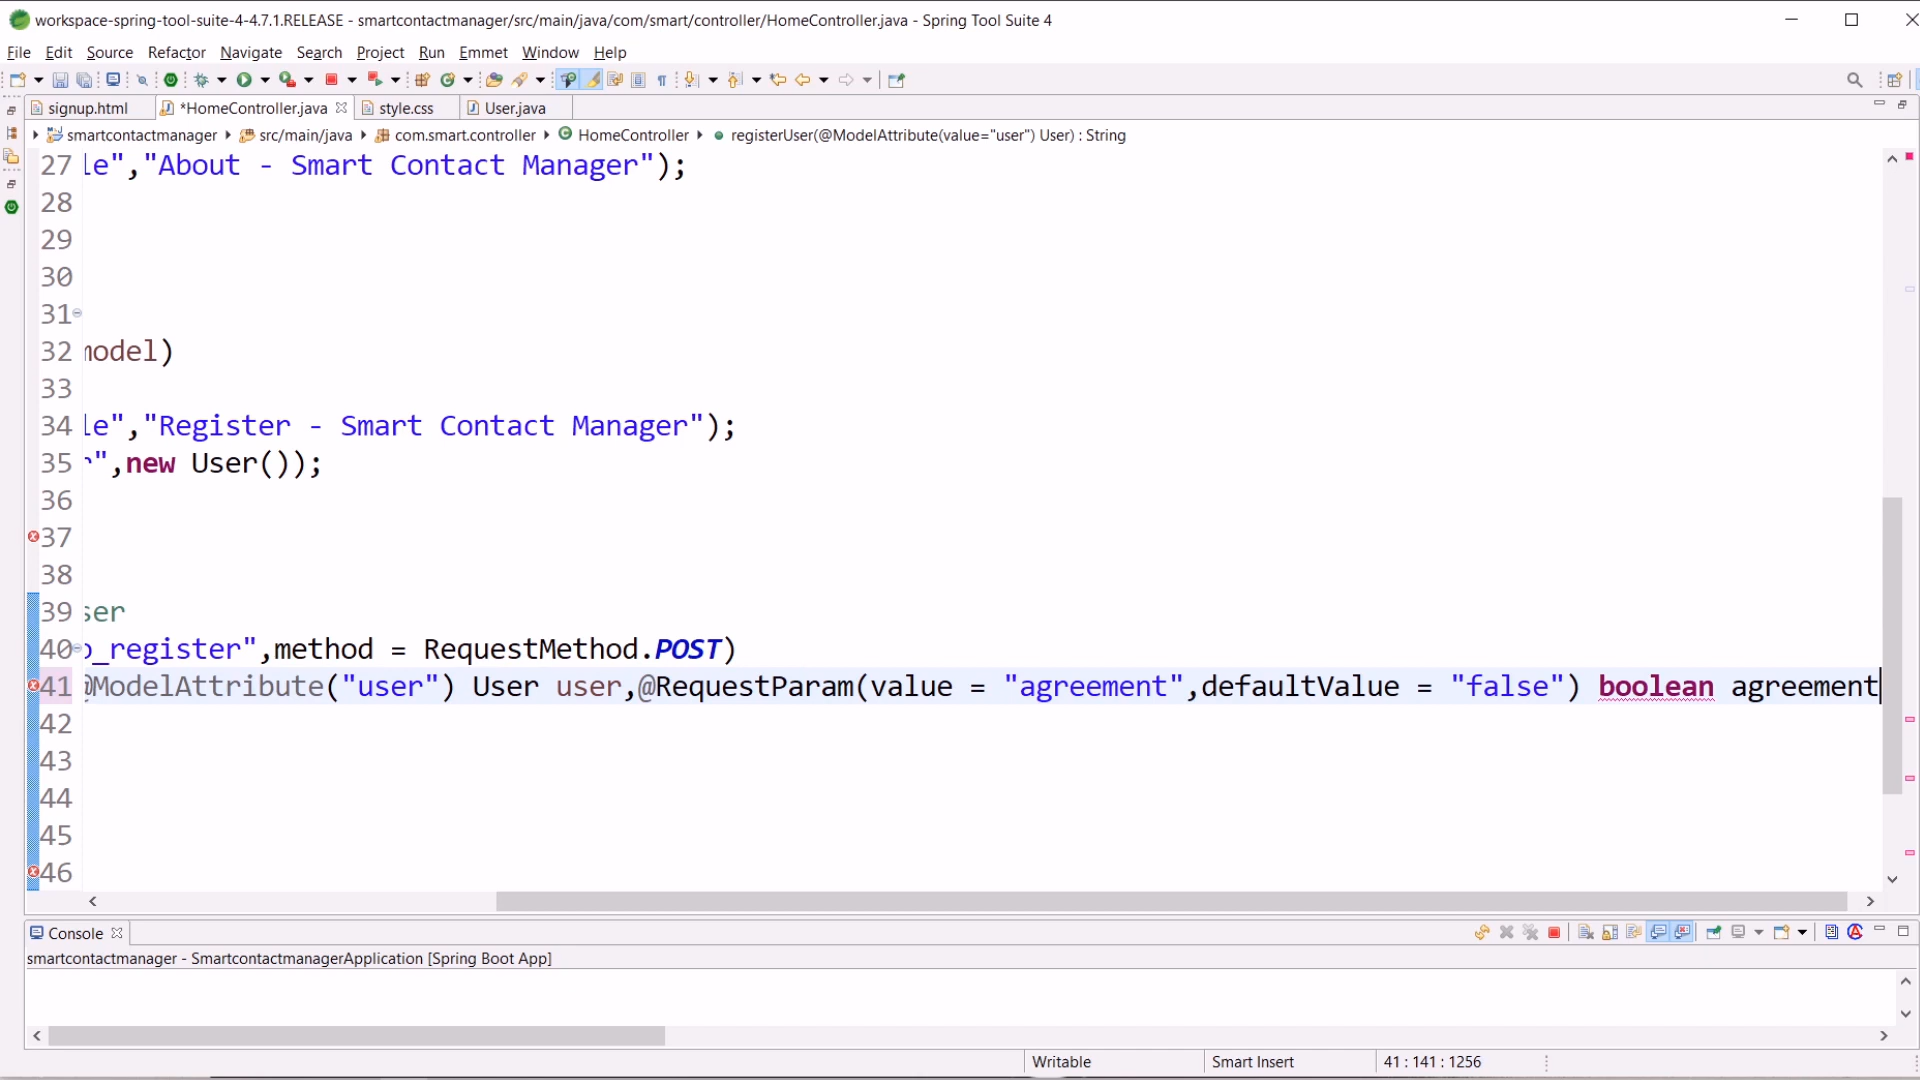 workspace-spring-tool-suite-4-4.7.1.RELEASE - smartcontactmanager/src/main/java/com/smart/controller/HomeController.java - Spring Tool Suite 4
File Edit Source Refactor Navigate Search Project Run Emmet Window Help
signup.html *HomeController.java style.css User.java
smartcontactmanager src/main/java com.smart.controller HomeController registerUser(@ModelAttribute(value="user") User) : String
27 le","About - Smart Contact Manager");
28
29
30
31
32 model)
33
34 le","Register - Smart Contact Manager");
35 r",new User());
36
37
38
39 ser
40 o_register",method = RequestMethod.POST)
41 @ModelAttribute("user") User user,@RequestParam(value = "agreement",defaultValue = "false") boolean agreement
42
43
44
45
46
Console
smartcontactmanager - SmartcontactmanagerApplication [Spring Boot App]
Writable Smart Insert 41 : 141 : 1256